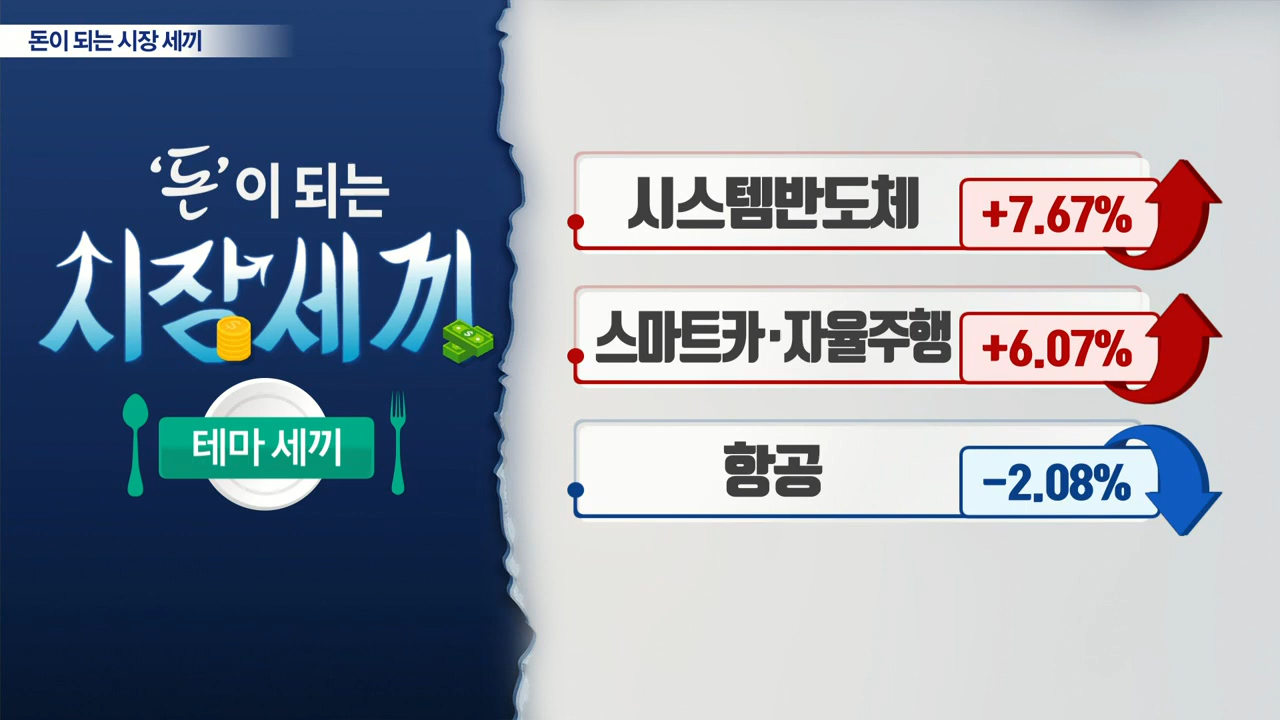 돈이 되는 시장 세끼
'돈'이 되는
시장세끼
테마 세끼
시스템반도체 +7.67%
스마트카·자율주행 +6.07%
항공 -2.08%